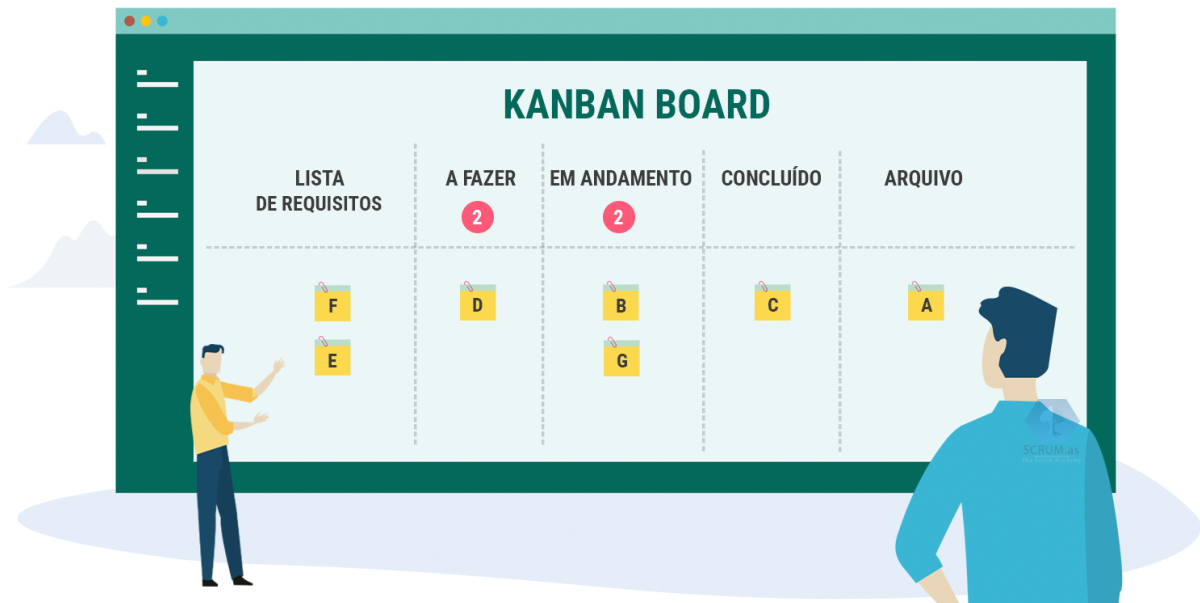 KANBAN BOARD
LISTA
DE REQUISITOS
A FAZER
2
EM ANDAMENTO
2
CONCLUÍDO
ARQUIVO
F
D
B
C
A
E
G
SCRUM.as